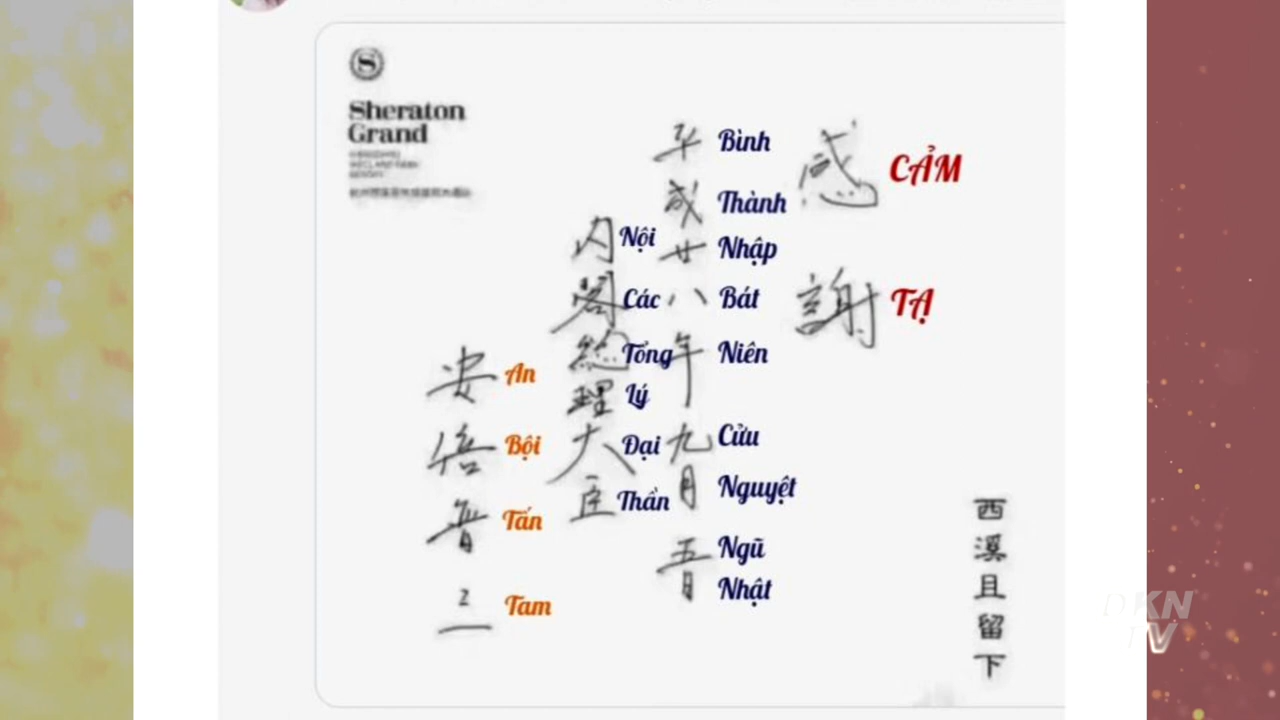 Sheraton
Grand
感 CẢM
謝 TẠ
平 Bình
成 Thành
廿 Nhập
八 Bát
年 Niên
九 Cửu
月 Nguyệt
五 Ngũ
日 Nhật
内 Nội
閣 Các
総 Tổng
理 Lý
大 Đại
臣 Thần
安 An
倍 Bội
晋 Tấn
三 Tam
西溪且留下
DKN
TV